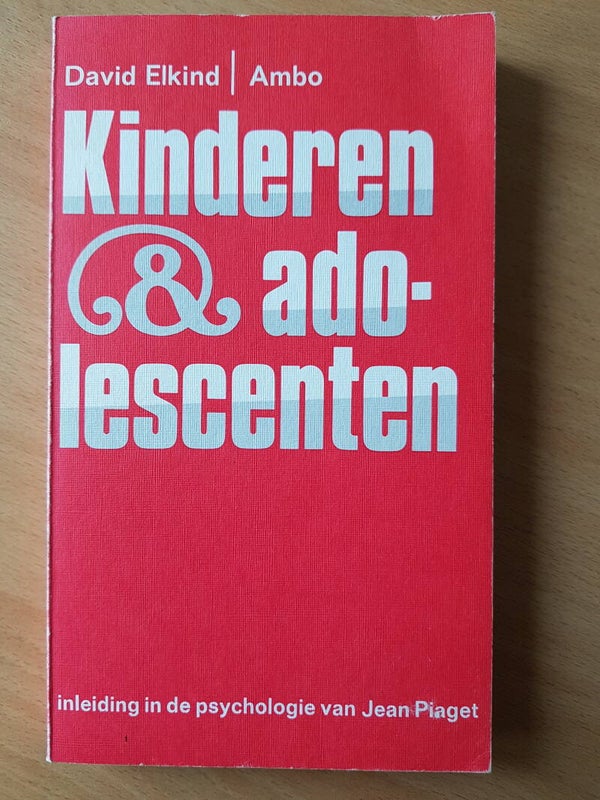 David Elkind | Ambo
Kinderen
& ado-
lescenten
inleiding in de psychologie van Jean Piaget